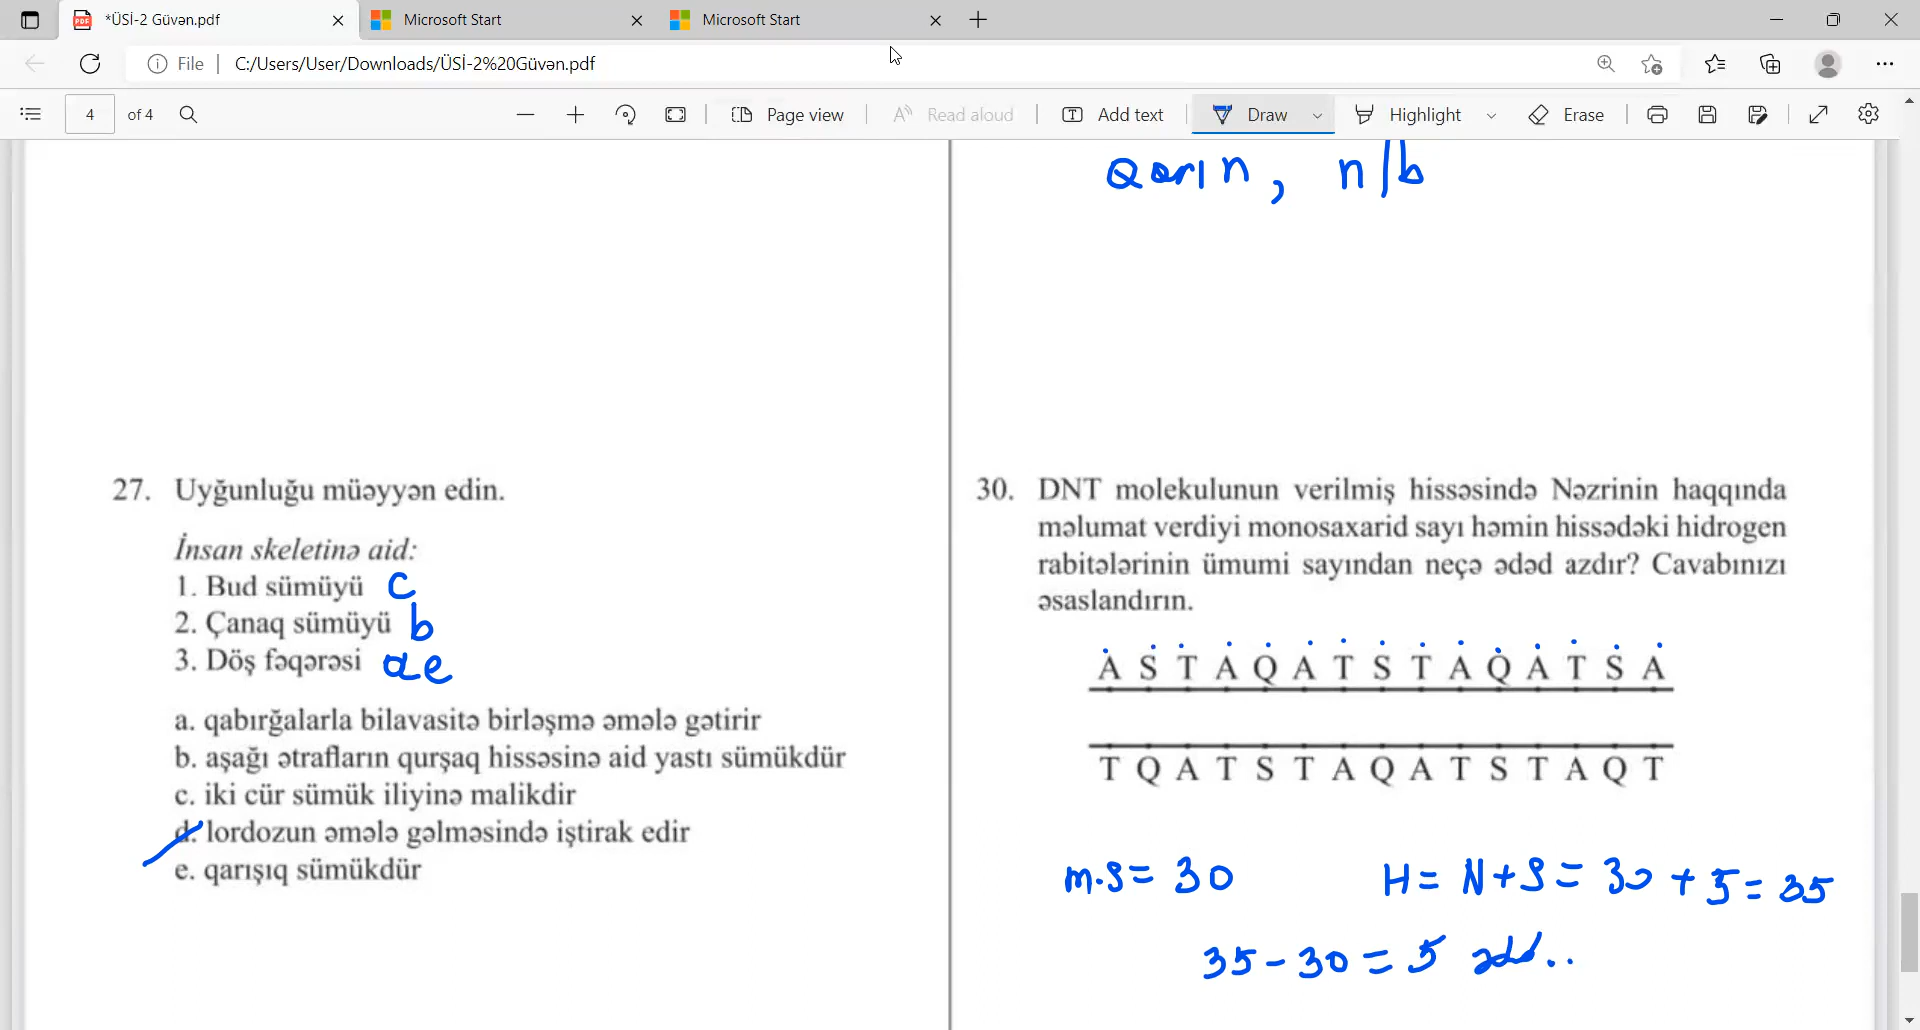 *ÜSİ-2 Güvən.pdf
Microsoft Start
Microsoft Start
File
C:/Users/User/Downloads/ÜSİ-2%20Güvən.pdf
4 of 4
Page view
Read aloud
Add text
Draw
Highlight
Erase
Qarın, n/b
27. Uyğunluğu müəyyən edin.
İnsan skeletinə aid:
1. Bud sümüyü c
2. Çanaq sümüyü b
3. Döş fəqərəsi ae
a. qabırğalarla bilavasitə birləşmə əmələ gətirir
b. aşağı ətrafların qurşaq hissəsinə aid yastı sümükdür
c. iki cür sümük iliyinə malikdir
d. lordozun əmələ gəlməsində iştirak edir
e. qarışıq sümükdür
30. DNT molekulunun verilmiş hissəsində Nəzrinin haqqında
məlumat verdiyi monosaxarid sayı həmin hissədəki hidrogen
rabitələrinin ümumi sayından neçə ədəd azdır? Cavabınızı
əsaslandırın.
A S T A Q A T S T A Q A T S A
T Q A T S T A Q A T S T A Q T
m.s = 30 H = N + S = 30 + 5 = 35
35 - 30 = 5 ədəd..